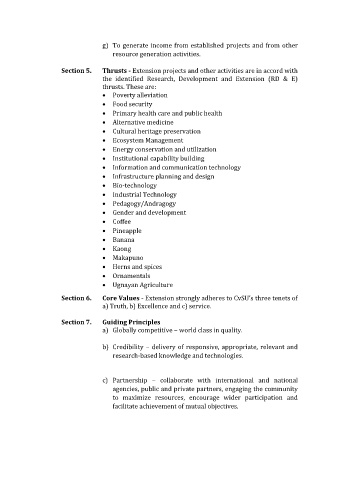 g) To generate income from established projects and from other
resource generation activities.
Section 5. Thrusts - Extension projects and other activities are in accord with
the identified Research, Development and Extension (RD & E)
thrusts. These are:
• Poverty alleviation
• Food security
• Primary health care and public health
• Alternative medicine
• Cultural heritage preservation
• Ecosystem Management
• Energy conservation and utilization
• Institutional capability building
• Information and communication technology
• Infrastructure planning and design
• Bio-technology
• Industrial Technology
• Pedagogy/Andragogy
• Gender and development
• Coffee
• Pineapple
• Banana
• Kaong
• Makapuno
• Herns and spices
• Ornamentals
• Ugnayan Agriculture
Section 6. Core Values - Extension strongly adheres to CvSU's three tenets of
a) Truth, b) Excellence and c) service.
Section 7. Guiding Principles
a) Globally competitive – world class in quality.
b) Credibility – delivery of responsive, appropriate, relevant and
research-based knowledge and technologies.
c) Partnership – collaborate with international and national
agencies, public and private partners, engaging the community
to maximize resources, encourage wider participation and
facilitate achievement of mutual objectives.